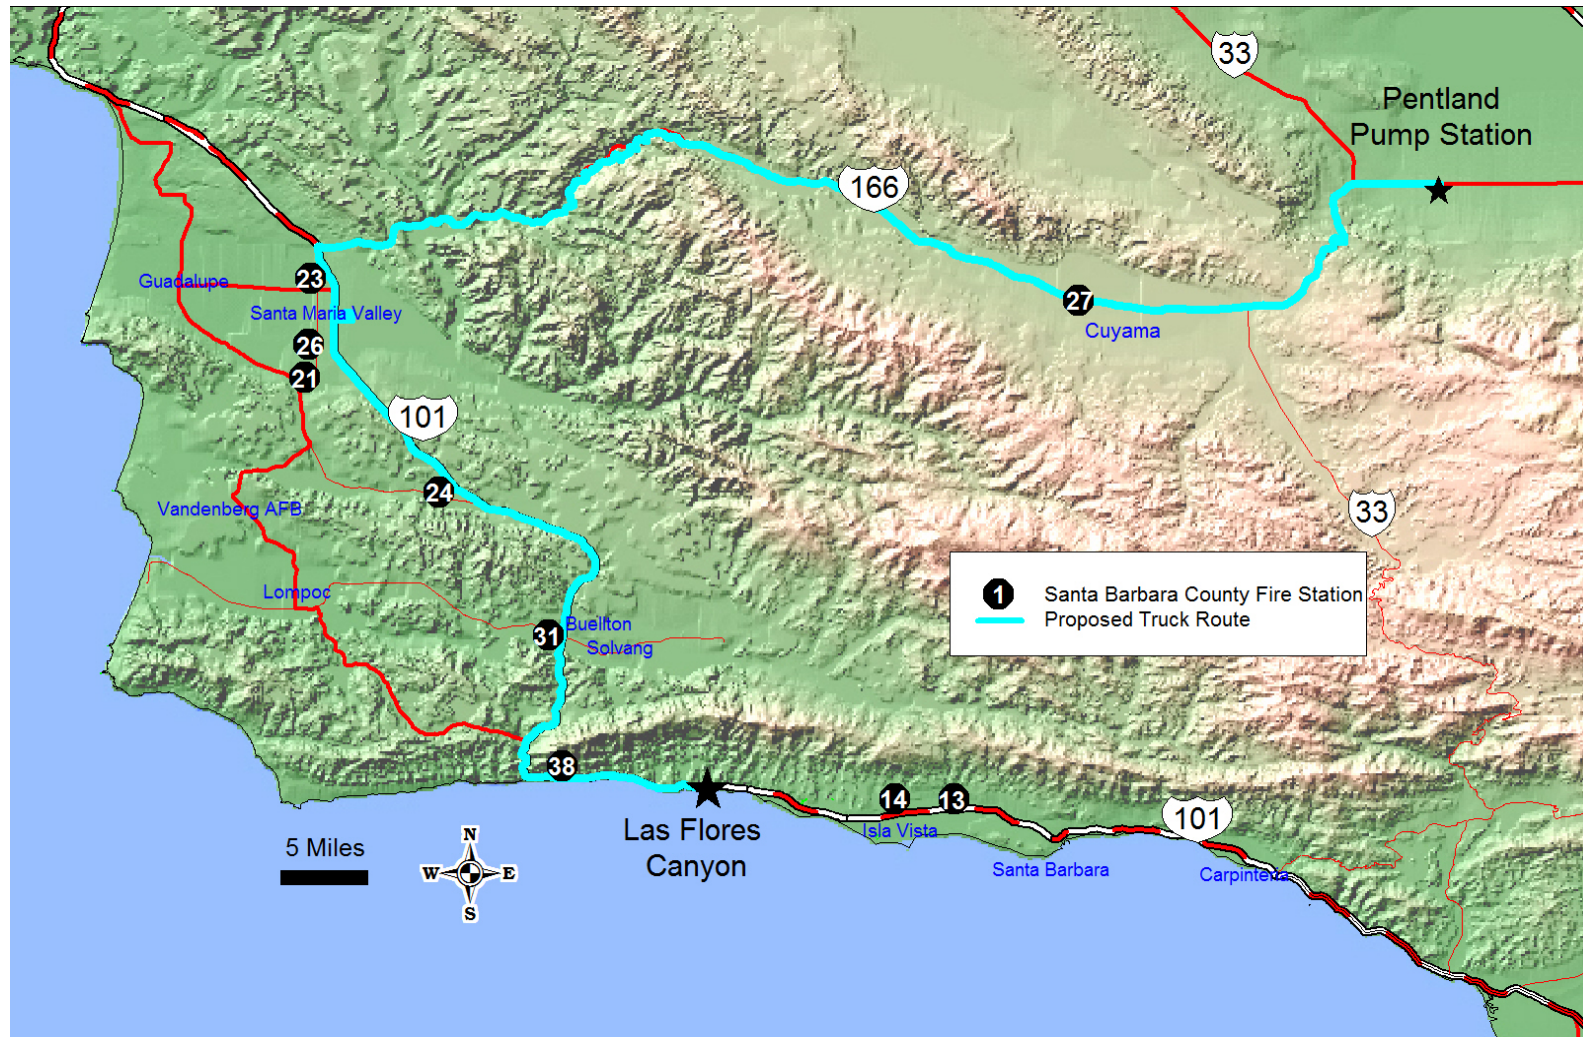 33
Pentland
Pump Station
166
23
Guadalupe
Santa Maria Valley
27
Cuyama
26
21
101
24
Vandenberg AFB
33
Lompoc
1 Santa Barbara County Fire Station
Proposed Truck Route
31
Buellton
Solvang
38
14
13
101
Las Flores
Canyon
Isla Vista
5 Miles
N
W
E
S
Santa Barbara
Carpinteria